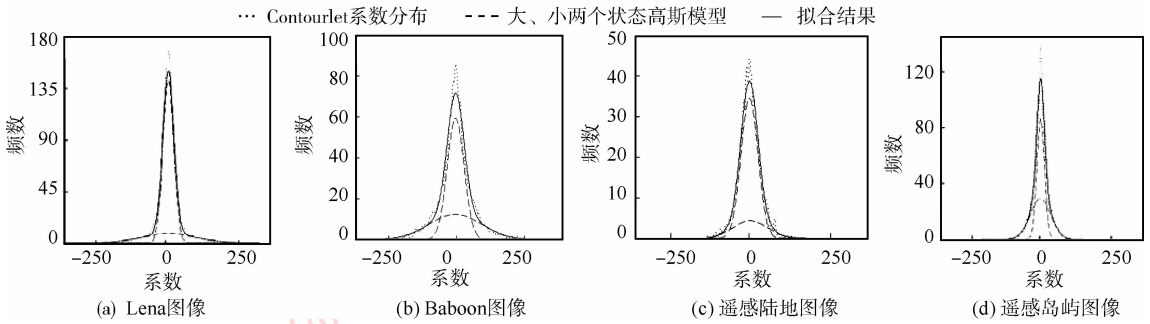 Contourlet系数分布 大、小两个状态高斯模型 拟合结果
180
135
90
45
0
频数
-250 0 250
系数
(a) Lena图像
100
80
60
40
20
0
频数
-250 0 250
系数
(b) Baboon图像
50
40
30
20
10
0
频数
-250 0 250
系数
(c) 遥感陆地图像
120
80
40
0
频数
-250 0 250
系数
(d) 遥感岛屿图像